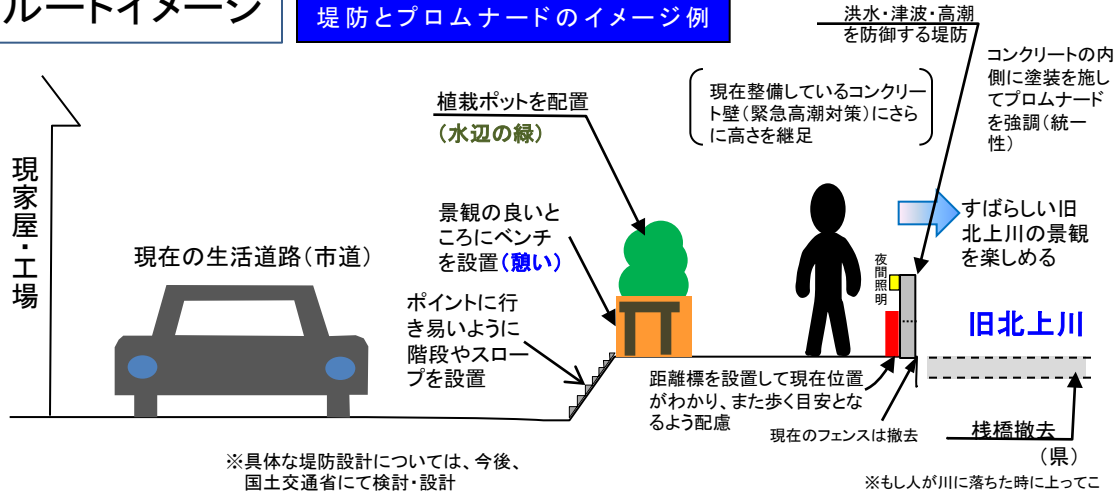 ルートイメージ
堤防とプロムナードのイメージ例
洪水・津波・高潮
を防御する堤防
コンクリートの内
側に塗装を施し
てプロムナード
を強調(統一
性)
現在整備しているコンクリー
ト壁(緊急高潮対策)にさら
に高さを継足
植栽ポットを配置
(水辺の緑)
現家屋・工場
現在の生活道路(市道)
景観の良いと
ころにベンチ
を設置(憩い)
ポイントに行
き易いように
階段やスロー
プを設置
すばらしい旧
北上川の景観
を楽しめる
夜間照明
旧北上川
距離標を設置して現在位置
がわかり、また歩く目安とな
るよう配慮
現在のフェンスは撤去
桟橋撤去
(県)
※具体な堤防設計については、今後、
国土交通省にて検討・設計
※もし人が川に落ちた時に上ってこ